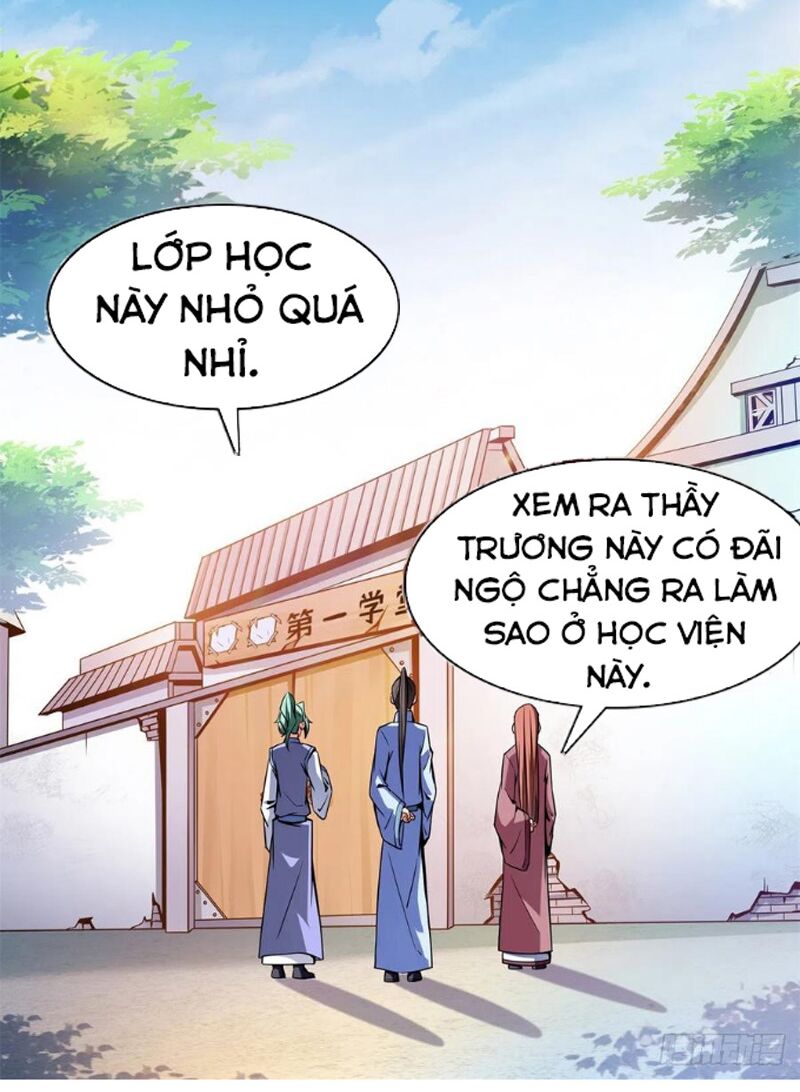 LỚP HỌC
NÀY NHỎ QUÁ
NHỈ.
XEM RA THẦY
TRƯƠNG NÀY CÓ ĐÃI
NGỘ CHẲNG RA LÀM
SAO Ở HỌC VIỆN
NÀY.
第一学堂